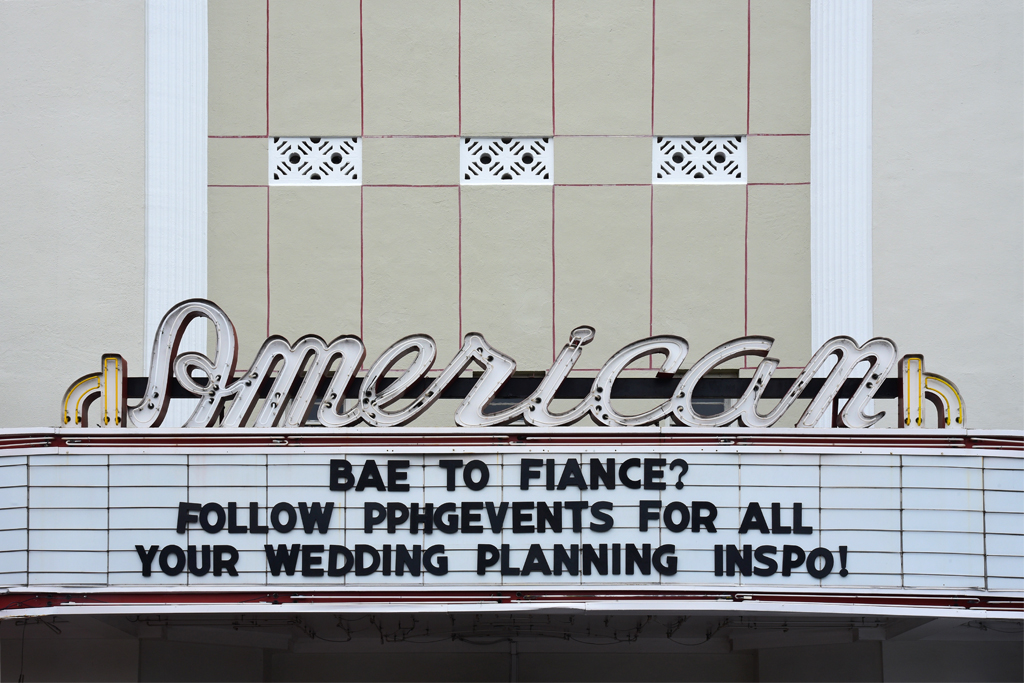 American
BAE TO FIANCE?
FOLLOW PPHGEVENTS FOR ALL
YOUR WEDDING PLANNING INSPO!